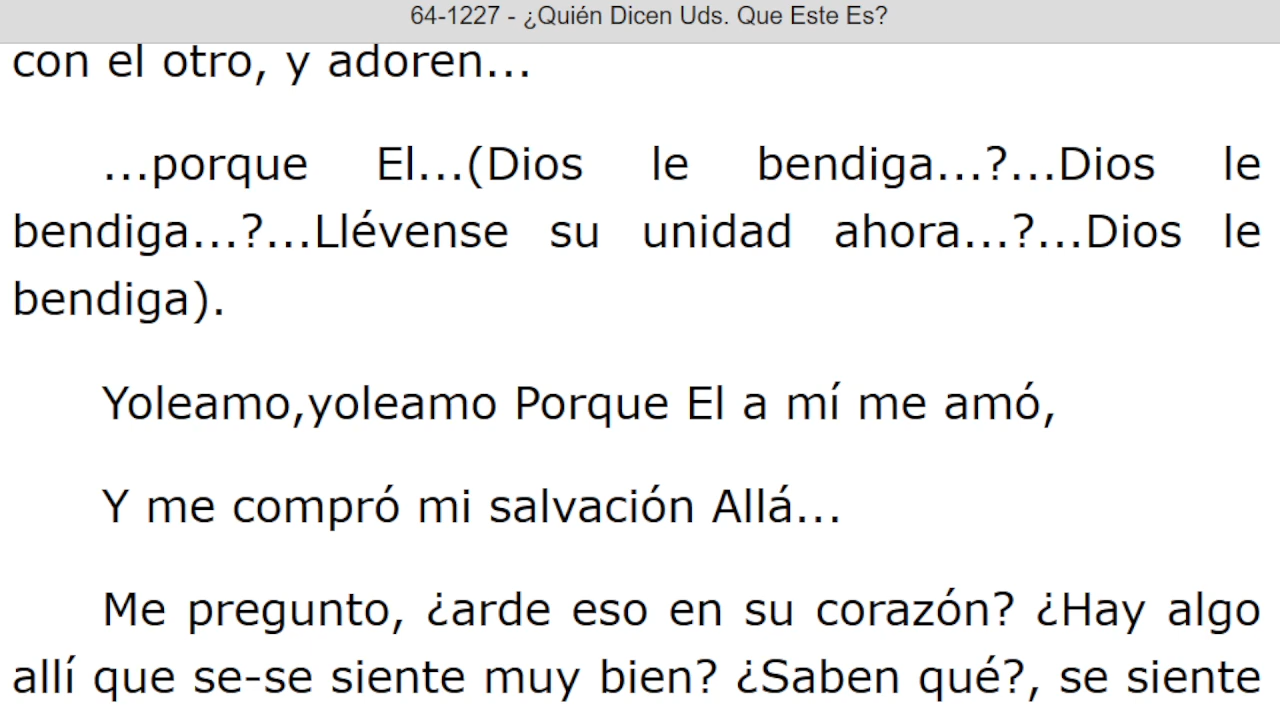 64-1227 - ¿Quién Dicen Uds. Que Este Es?
con el otro, y adoren...
...porque El...(Dios le bendiga...?...Dios le
bendiga...?...Llévense su unidad ahora...?...Dios le
bendiga).
Yoleamo,yoleamo Porque El a mí me amó,
Y me compró mi salvación Allá...
Me pregunto, ¿arde eso en su corazón? ¿Hay algo
allí que se-se siente muy bien? ¿Saben qué?, se siente